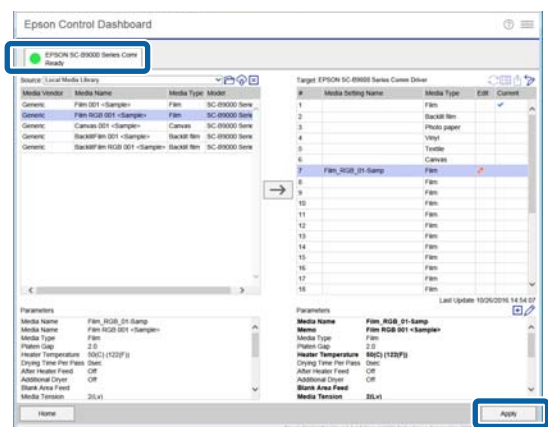 Epson Control Dashboard
EPSON SC-B9000 Series Comm
Ready
Source: Local Media Library
Target: EPSON SC-B9000 Series Comm Driver
Media Vendor Media Name Media Type Model
Generic Film 001 <Sample> Film SC-B9000 Serie
Generic Film RGB 001 <Sample> Film SC-B9000 Serie
Generic Canvas 001 <Sample> Canvas SC-B9000 Serie
Generic BacklitFilm 001 <Sample> Backlit film SC-B9000 Serie
Generic BacklitFilm RGB 001 <Sample> Backlit film SC-B9000 Serie
# Media Setting Name Media Type Edit Current
1 Film
2 Backlit film
3 Photo paper
4 Vinyl
5 Textile
6 Canvas
7 Film_RGB_01-Samp Film
8 Film
9 Film
10 Film
11 Film
12 Film
13 Film
14 Film
15 Film
16 Film
17 Film
18 Film
Last Update 10/26/2016 14:54:07
Parameters
Media Name Film_RGB_01-Samp
Media Name Film RGB 001 <Sample>
Media Type Film
Platen Gap 2.0
Heater Temperature 50(C) (122(F))
Drying Time Per Pass 0sec
After Heater Feed Off
Additional Dryer Off
Blank Area Feed
Media Tension 2(Lv)
Parameters
Media Name Film_RGB_01-Samp
Memo Film RGB 001 <Sample>
Media Type Film
Platen Gap 2.0
Heater Temperature 50(C) (122(F))
Drying Time Per Pass 0sec
After Heater Feed Off
Additional Dryer Off
Blank Area Feed
Media Tension 2(Lv)
Home
Apply